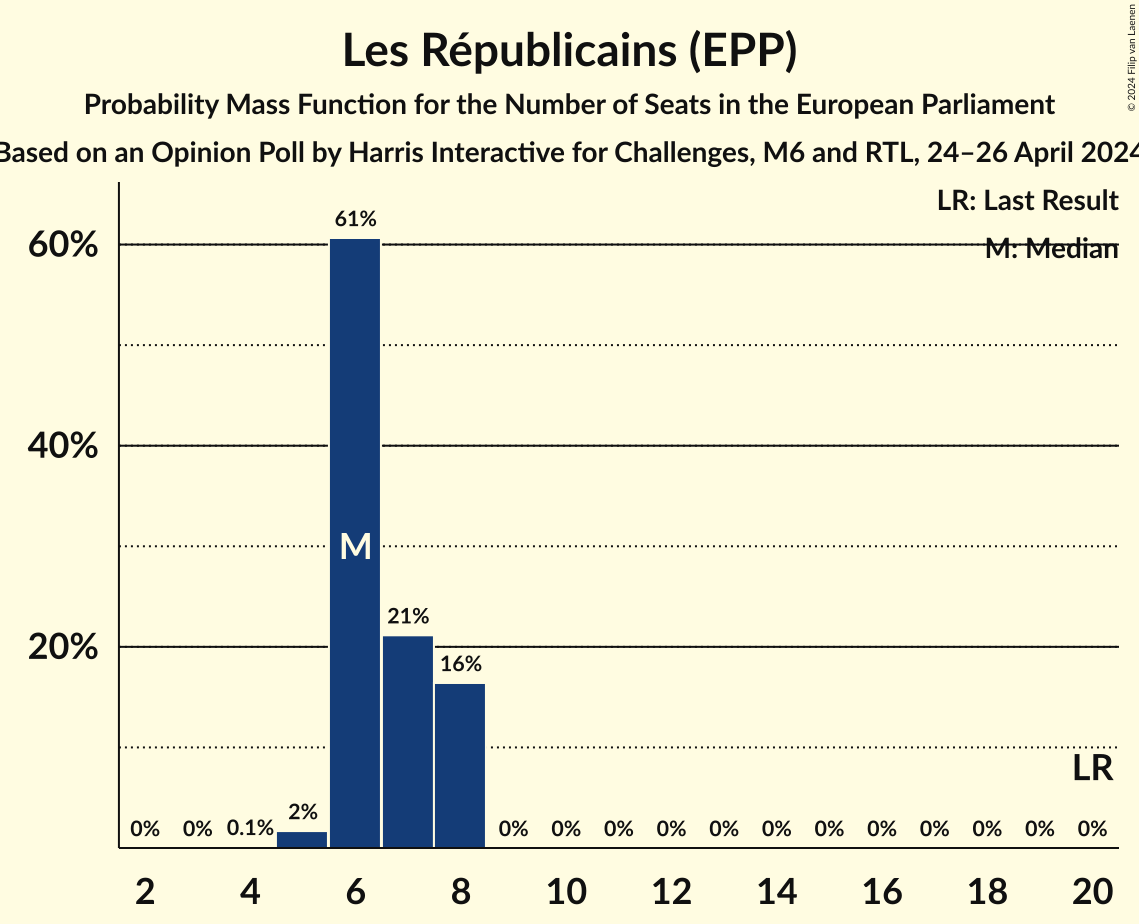 © 2024 Filip van Laenen
Les Républicains (EPP)
Probability Mass Function for the Number of Seats in the European Parliament
Based on an Opinion Poll by Harris Interactive for Challenges, M6 and RTL, 24–26 April 2024
LR: Last Result
M: Median
60%
40%
20%
61%
M
21%
16%
2%
LR
0% 0% 0.1% 0% 0% 0% 0% 0% 0% 0% 0% 0% 0% 0% 0%
2 4 6 8 10 12 14 16 18 20